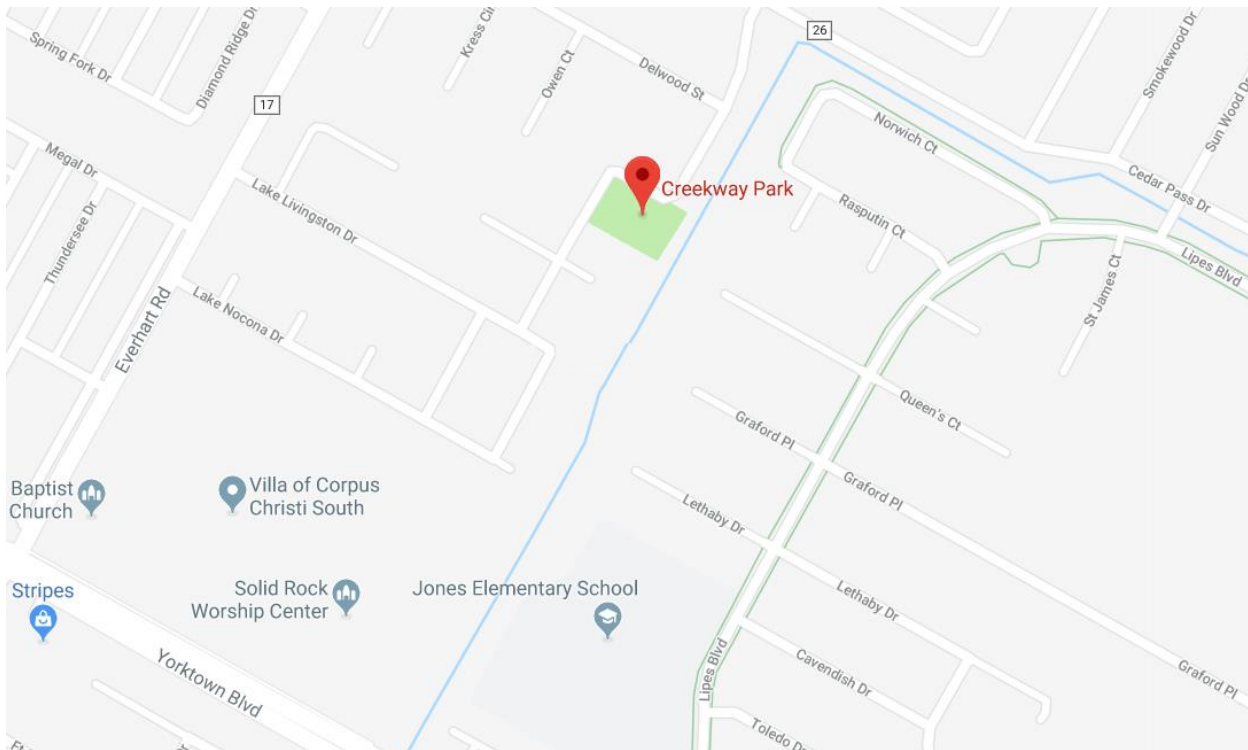 Spring Fork Dr
Diamond Ridge Dr
17
Kress Cir
Owen Ct
Delwood St
26
Smokewood Dr
Sun Wood Dr
Norwich Ct
Cedar Pass Dr
Megal Dr
Creekway Park
Lake Livingston Dr
Rasputin Ct
Thundersee Dr
Lipes Blvd
St James Ct
Lake Nocona Dr
Everhart Rd
Queen's Ct
Graford Pl
Graford Pl
Baptist
Church
Villa of Corpus
Christi South
Lethaby Dr
Stripes
Solid Rock
Worship Center
Jones Elementary School
Lethaby Dr
Yorktown Blvd
Lipes Blvd
Cavendish Dr
Graford Pl
Toledo Dr